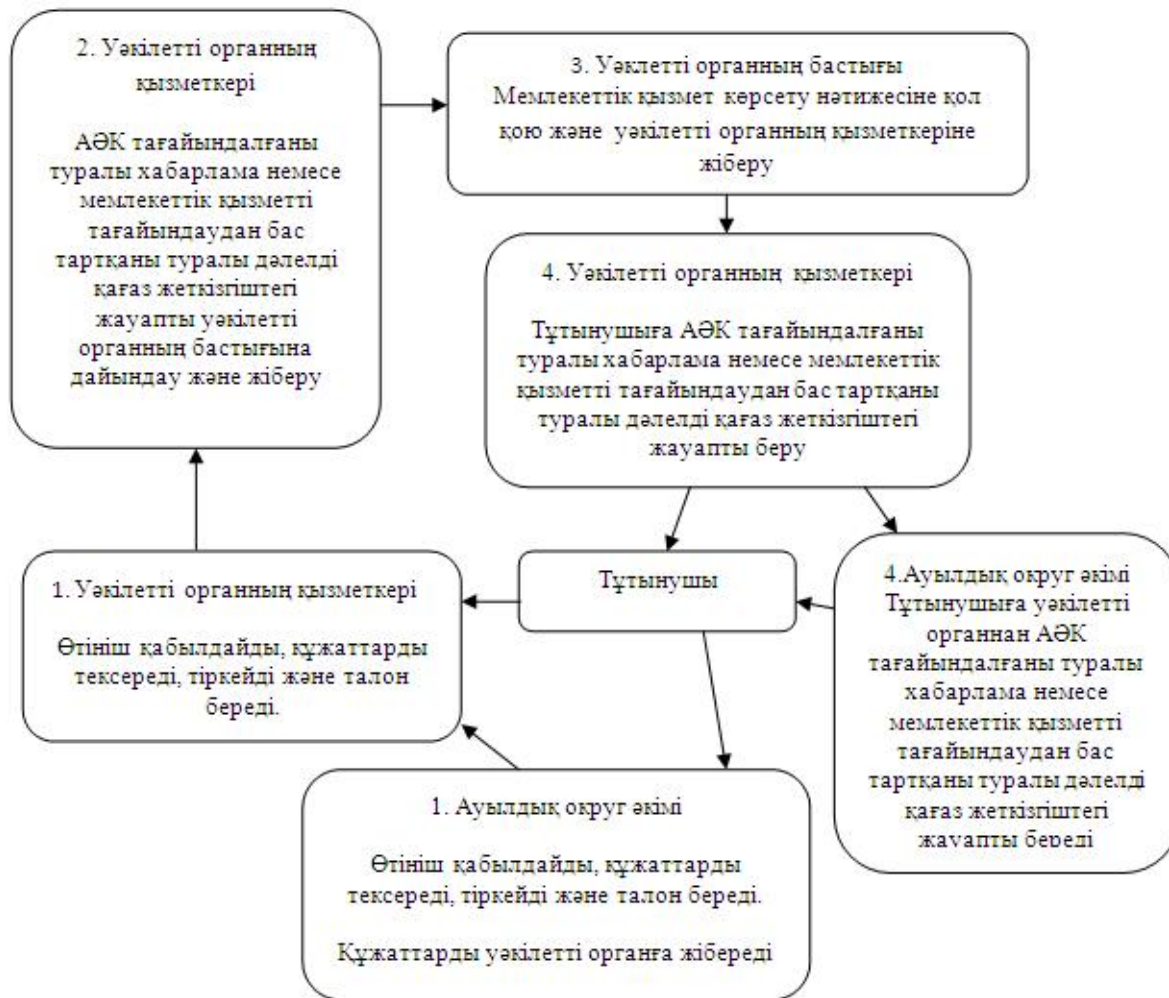 2. Уәкілетті органның
қызметкері
АӘК тағайындалғаны
туралы хабарлама немесе
мемлекеттік қызметті
тағайындаудан бас
тартқаны туралы дәлелді
қағаз жеткізгіштегі
жауапты уәкілетті
органның бастығына
дайындау және жіберу
3. Уәклетті органның бастығы
Мемлекеттік қызмет көрсету нәтижесіне қол
қою және уәкілетті органның қызметкеріне
жіберу
4. Уәкілетті органның қызметкері
Тұтынушыға АӘК тағайындалғаны
туралы хабарлама немесе мемлекеттік
қызметті тағайындаудан бас тартқаны
туралы дәлелді қағаз жеткізгіштегі
жауапты беру
1. Уәкілетті органның қызметкері
Өтініш қабылдайды, құжаттарды
тексереді, тіркейді және талон
береді.
Тұтынушы
4.Ауылдық округ әкімі
Тұтынушыға уәкілетті
органнан АӘК
тағайындалғаны туралы
хабарлама немесе
мемлекеттік қызметті
тағайындаудан бас
тартқаны туралы дәлелді
қағаз жеткізгіштегі
жауапты береді
1. Ауылдық округ әкімі
Өтініш қабылдайды, құжаттарды
тексереді, тіркейді және талон береді.
Құжаттарды уәкілетті органға жібереді